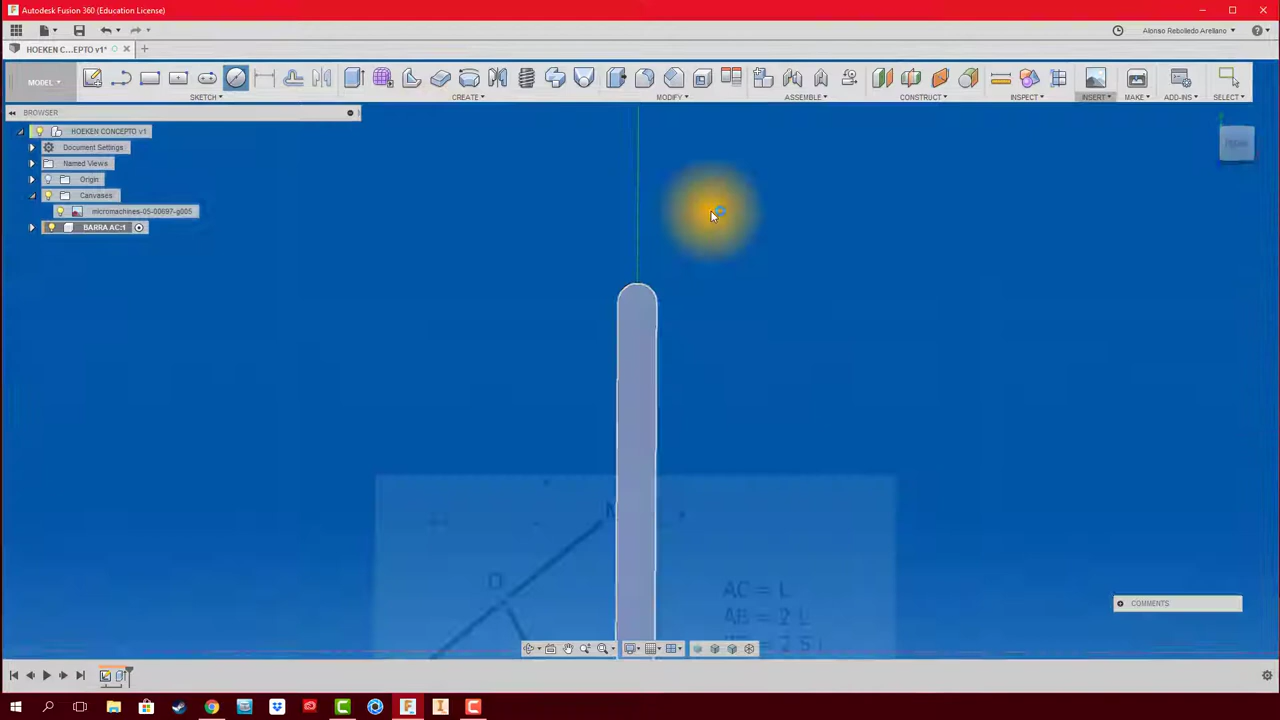 Autodesk Fusion 360 (Education License)
Alonso Rebolledo Arellano
HOEKEN C...EPTO v1*
MODEL
SKETCH
CREATE
MODIFY
ASSEMBLE
CONSTRUCT
INSPECT
INSERT
MAKE
ADD-INS
SELECT
BROWSER
HOEKEN CONCEPTO v1
Document Settings
Named Views
Origin
Canvases
micromachines-05-00697-g005
BARRA AC:1
D
AC = L
AB = 2 L
COMMENTS